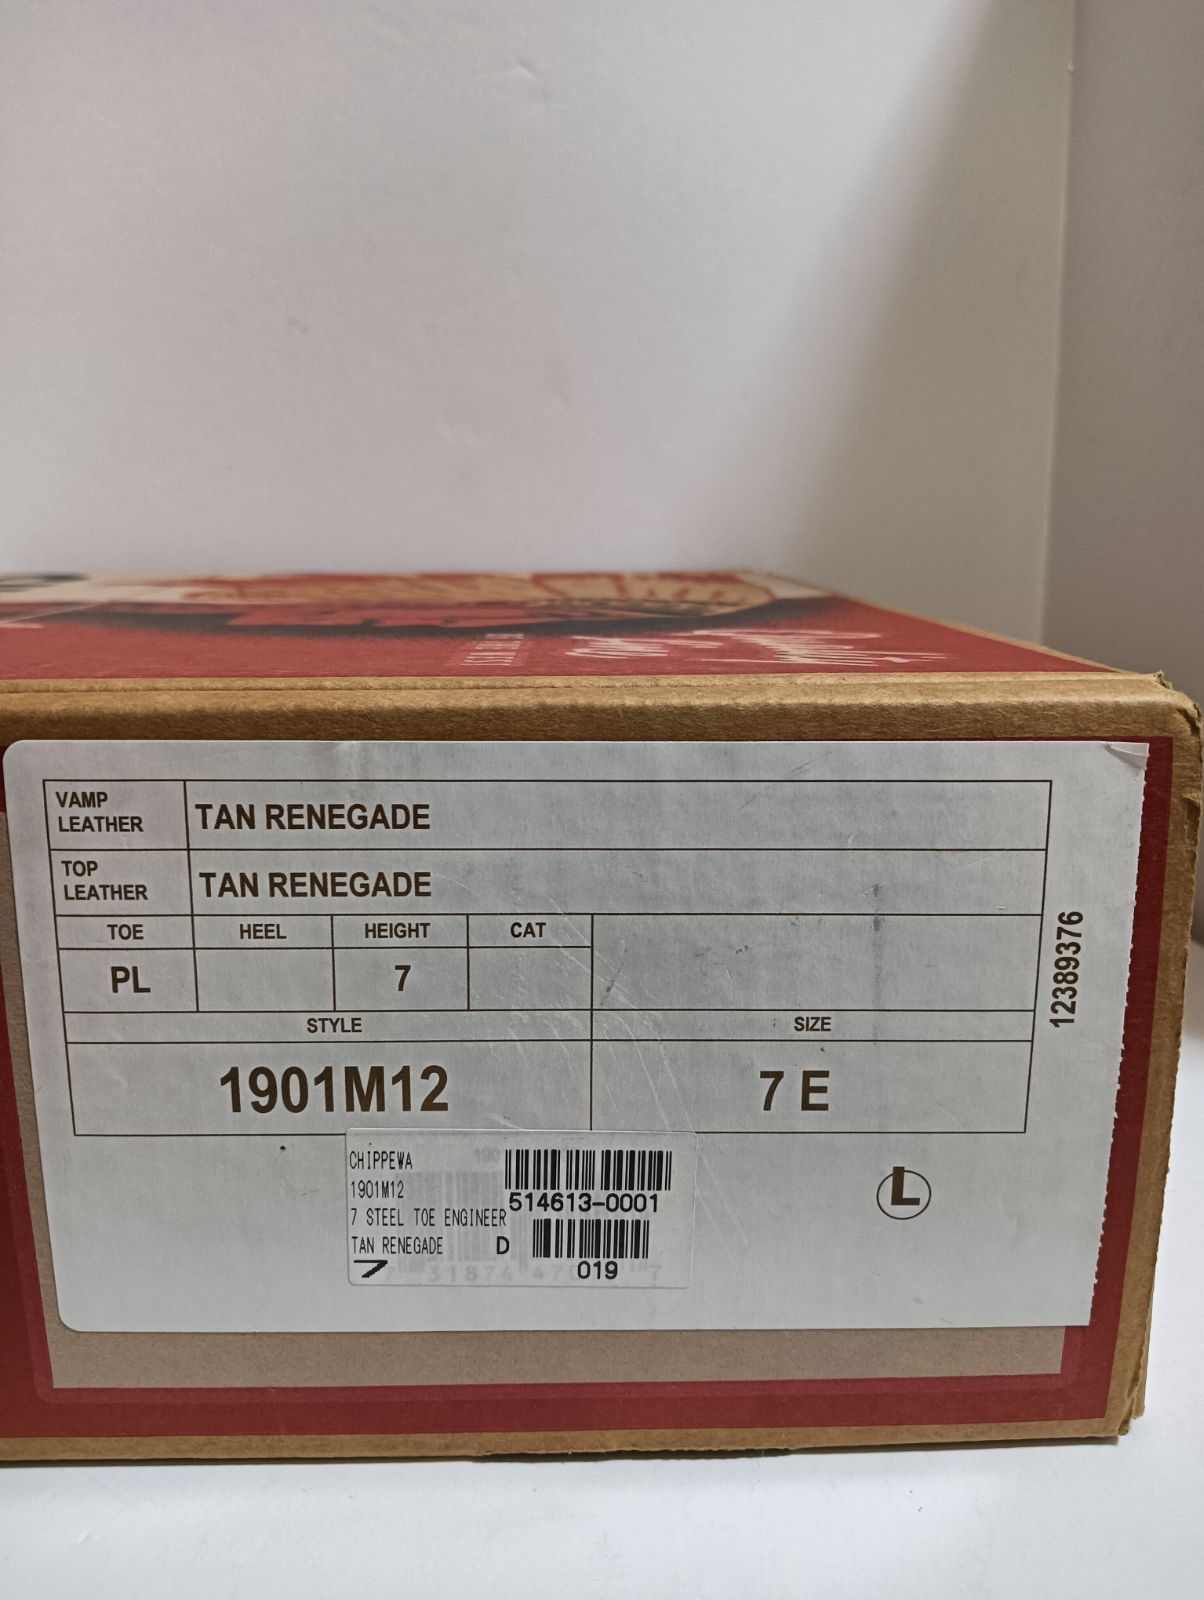 VAMP
LEATHER
TAN RENEGADE
TOP
LEATHER
TAN RENEGADE
TOE HEEL HEIGHT CAT
PL 7
STYLE SIZE
1901M12 7 E
12389376
CHIPPEWA
1901M12
514613-0001
7 STEEL TOE ENGINEER
TAN RENEGADE D
7 019
L